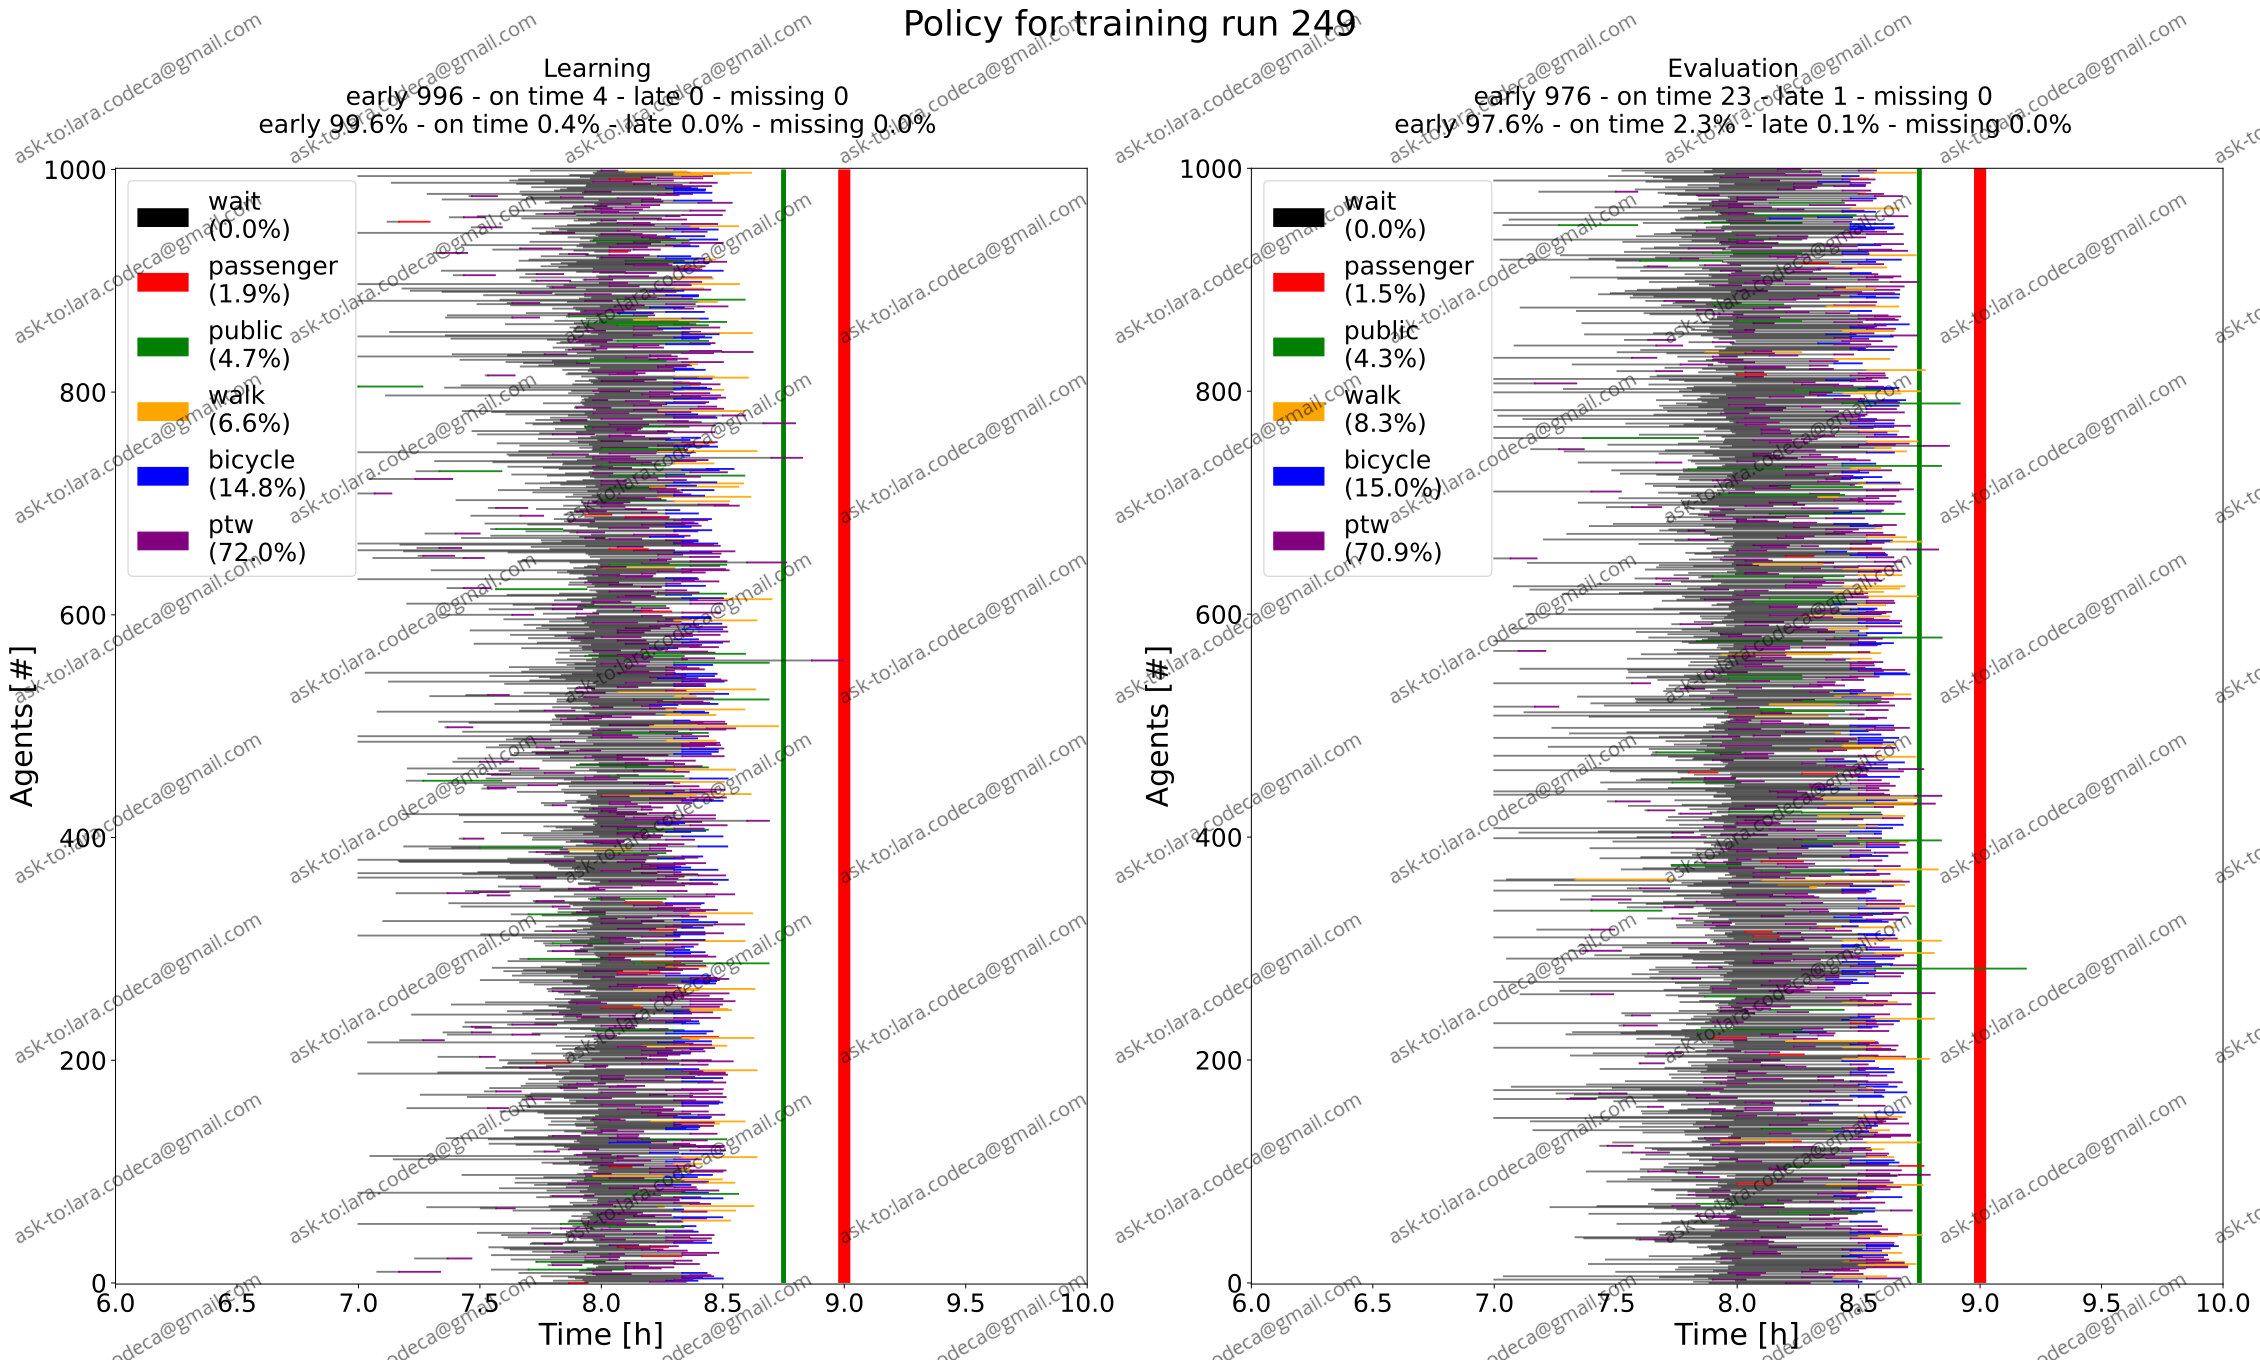 Policy for training run 249
Learning
early 996 - on time 4 - late 0 - missing 0
early 99.6% - on time 0.4% - late 0.0% - missing 0.0%
1000
800
600
400
200
0
Agents [#]
wait
(0.0%)
passenger
(1.9%)
public
(4.7%)
walk
(6.6%)
bicycle
(14.8%)
ptw
(72.0%)
6.0 6.5 7.0 7.5 8.0 8.5 9.0 9.5 10.0
Time [h]
Evaluation
early 976 - on time 23 - late 1 - missing 0
early 97.6% - on time 2.3% - late 0.1% - missing 0.0%
1000
800
600
400
200
0
Agents [#]
wait
(0.0%)
passenger
(1.5%)
public
(4.3%)
walk
(8.3%)
bicycle
(15.0%)
ptw
(70.9%)
6.0 6.5 7.0 7.5 8.0 8.5 9.0 9.5 10.0
Time [h]
ask-to:lara.codeca@gmail.com